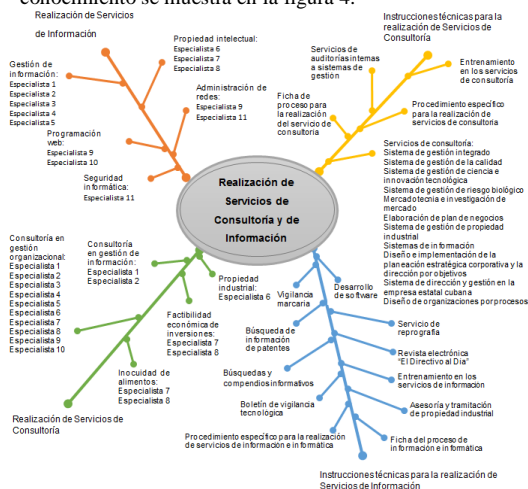 conocimiento se muestra en la figura 4.
Realización de Servicios
de Información
Propiedad intelectual:
Especialista 6
Especialista 7
Especialista 8
Gestión de
información:
Especialista 1
Especialista 2
Especialista 3
Especialista 4
Especialista 5
Administración de
redes:
Especialista 9
Especialista 11
Programación
web:
Especialista 9
Especialista 10
Seguridad
informática:
Especialista 11
Instrucciones técnicas para la
realización de Servicios de
Consultoría
Servicios de
auditorías internas
a sistemas de
gestión
Entrenamiento
en los servicios
de consultoría
Ficha de
proceso para
la realización
del servicio de
consultoria
Procedimiento específico
para la realización de
servicios de consultoria
Servicios de consultoría:
Sistema de gestión integrado
Sistema de gestión de la calidad
Sistema de gestión de ciencia e
innovación tecnológica
Sistema de gestión de riesgo biológico
Mercadotecnia e investigación de
mercado
Elaboración de plan de negocios
Sistema de gestión de propiedad
industrial
Sistemas de información
Diseño e implementación de la
planeación estratégica corporativa y la
dirección por objetivos
Sistema de dirección y gestión en la
empresa estatal cubana
Diseño de organizaciones por procesos
Realización de
Servicios de
Consultoría y de
Información
Consultoría en
gestión
organizacional:
Especialista 1
Especialista 2
Especialista 3
Especialista 4
Especialista 5
Especialista 6
Especialista 7
Especialista 8
Especialista 9
Especialista 10
Consultoría
en gestión de
información:
Especialista 1
Especialista 2
Propiedad
industrial:
Especialista 6
Factibilidad
económica de
inversiones:
Especialista 7
Especialista 8
Inocuidad de
alimentos:
Especialista 7
Especialista 8
Realización de Servicios de
Consultoría
Vigilancia
marcaria
Desarrollo
de software
Búsqueda de
información
de patentes
Servicio de
reprografía
Revista electrónica
"El Directivo al Día"
Búsquedas y
compendios informativos
Entrenamiento en los
servicios de información
Boletín de vigilancia
tecnológica
Asesoría y tramitación
de propiedad industrial
Procedimiento específico para la realización
de servicios de información e informática
Ficha del proceso de
información e informática
Instrucciones técnicas para la realización de
Servicios de Información